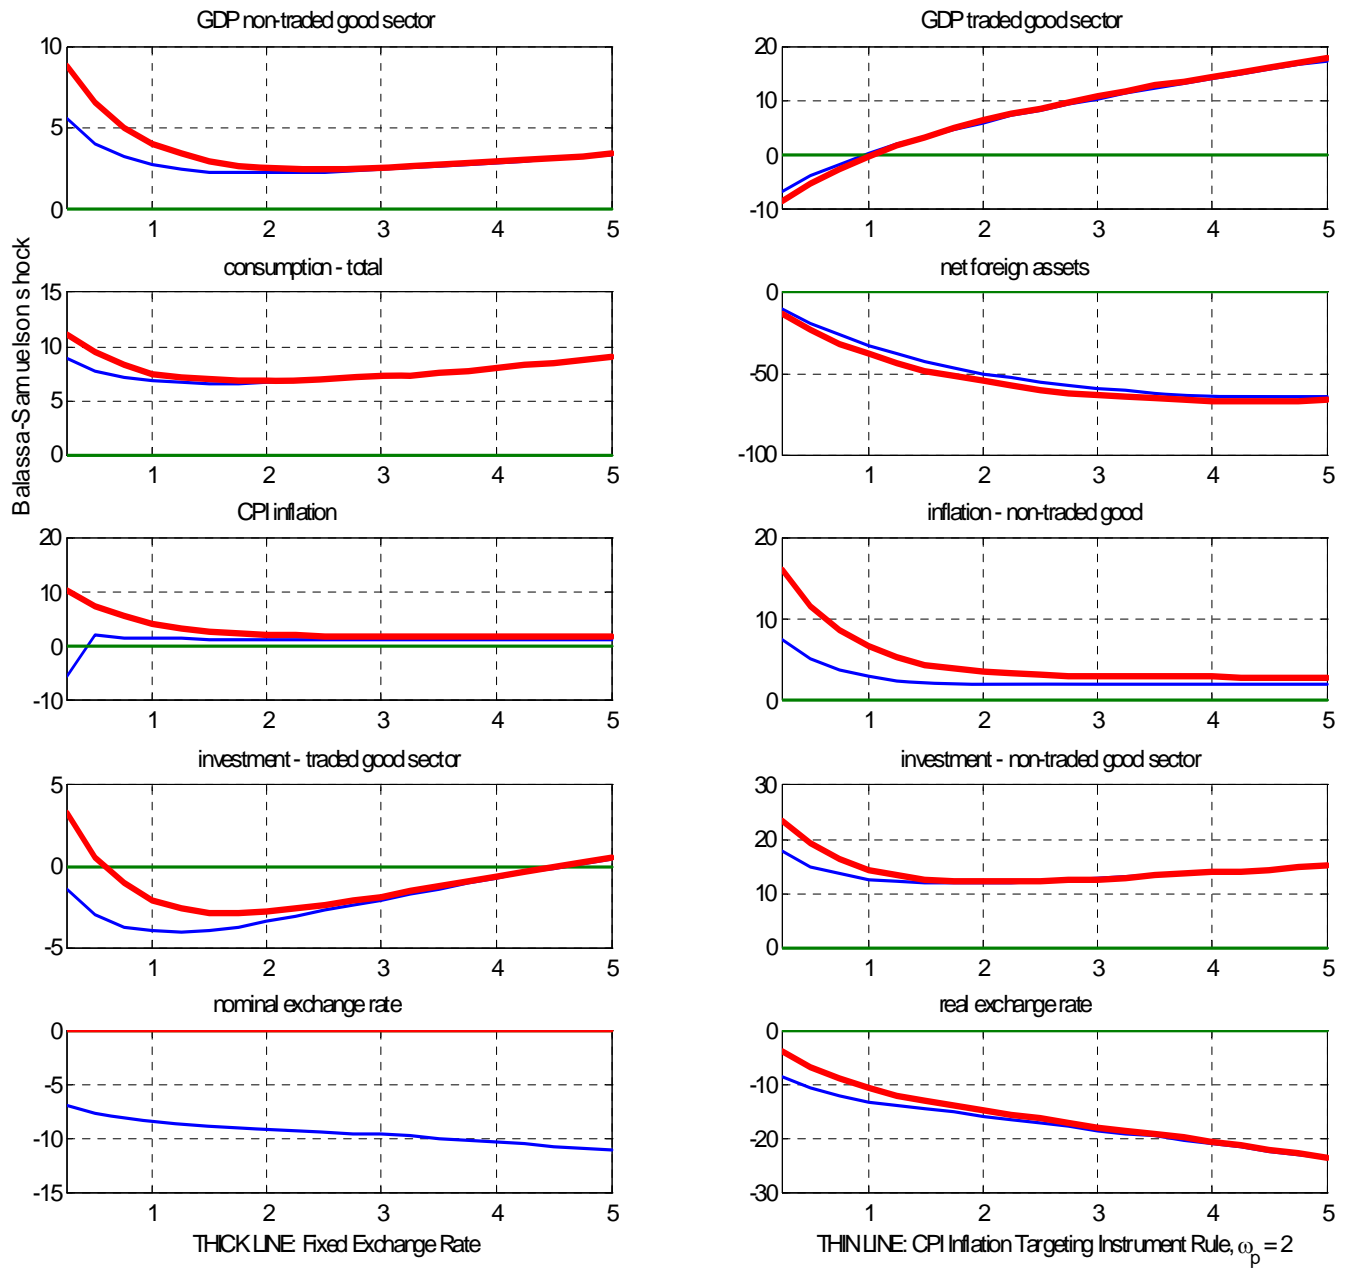 GDP non-traded good sector
10
5
0
1 2 3 4 5
GDP traded good sector
20
10
0
-10
1 2 3 4 5
Balassa-Samuelson shock
consumption - total
15
10
5
0
1 2 3 4 5
net foreign assets
0
-50
-100
1 2 3 4 5
CPI inflation
20
10
0
-10
1 2 3 4 5
inflation - non-traded good
20
10
0
1 2 3 4 5
investment - traded good sector
5
0
-5
1 2 3 4 5
investment - non-traded good sector
30
20
10
0
1 2 3 4 5
nominal exchange rate
0
-5
-10
-15
1 2 3 4 5
THICK LINE: Fixed Exchange Rate
real exchange rate
0
-10
-20
-30
1 2 3 4 5
THIN LINE: CPI Inflation Targeting Instrument Rule, ω_p = 2